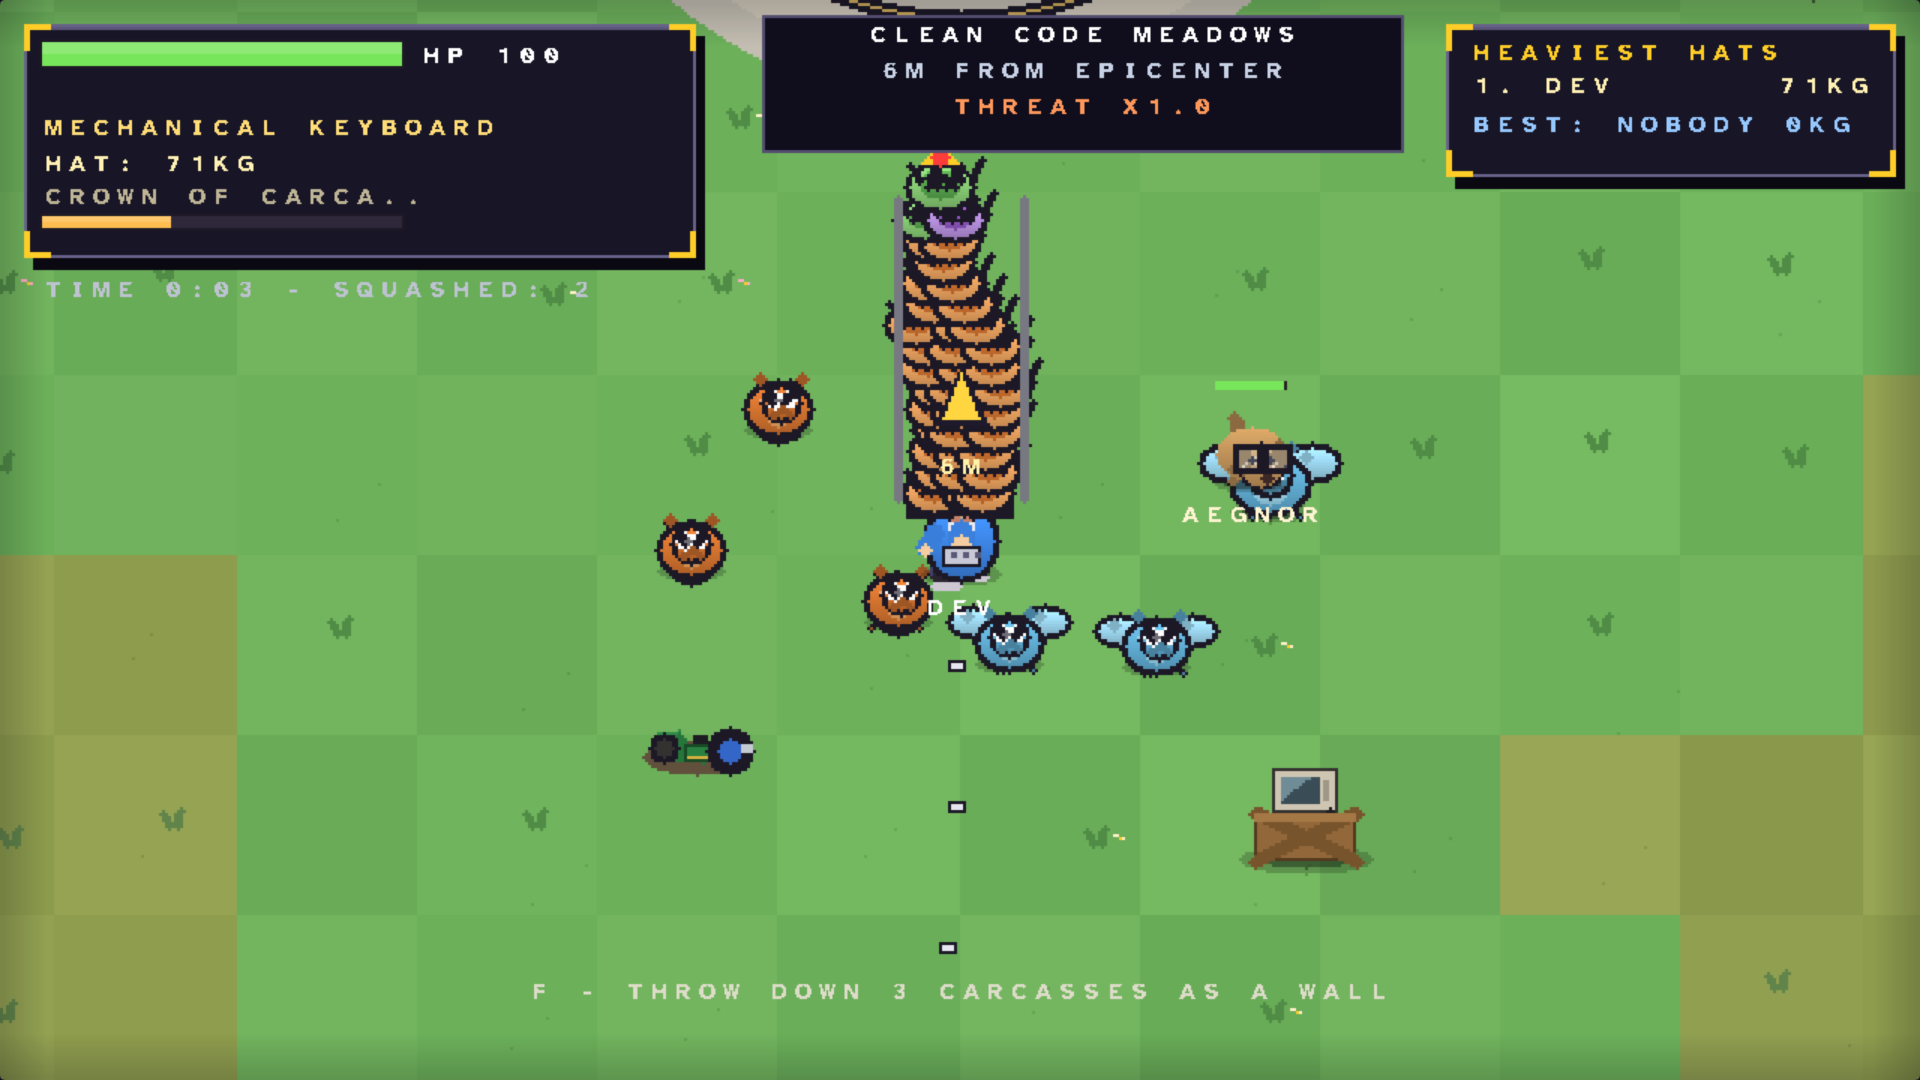 HP 100
MECHANICAL KEYBOARD
HAT: 71KG
CROWN OF CARCA..
TIME 0:03 - SQUASHED: 2
CLEAN CODE MEADOWS
6M FROM EPICENTER
THREAT X1.0
HEAVIEST HATS
1. DEV 71KG
BEST: NOBODY 0KG
6M
AEGNOR
DEV
F - THROW DOWN 3 CARCASSES AS A WALL